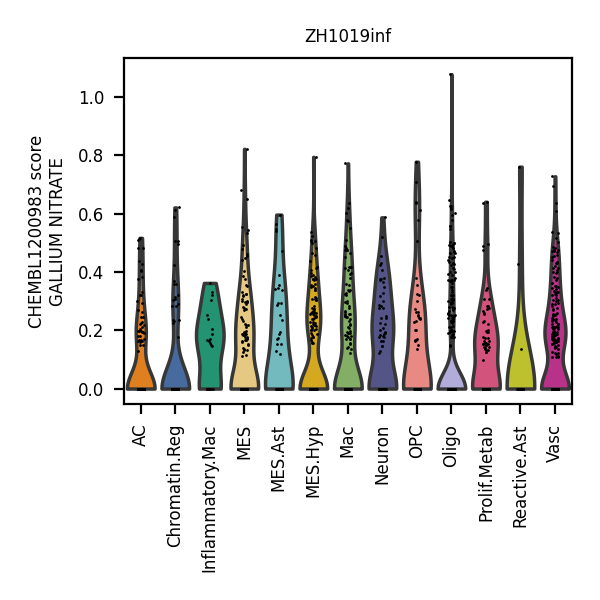 ZH1019inf
CHEMBL1200983 score
GALLIUM NITRATE
1.0
0.8
0.6
0.4
0.2
0.0
AC
Chromatin.Reg
Inflammatory.Mac
MES
MES.Ast
MES.Hyp
Mac
Neuron
OPC
Oligo
Prolif.Metab
Reactive.Ast
Vasc